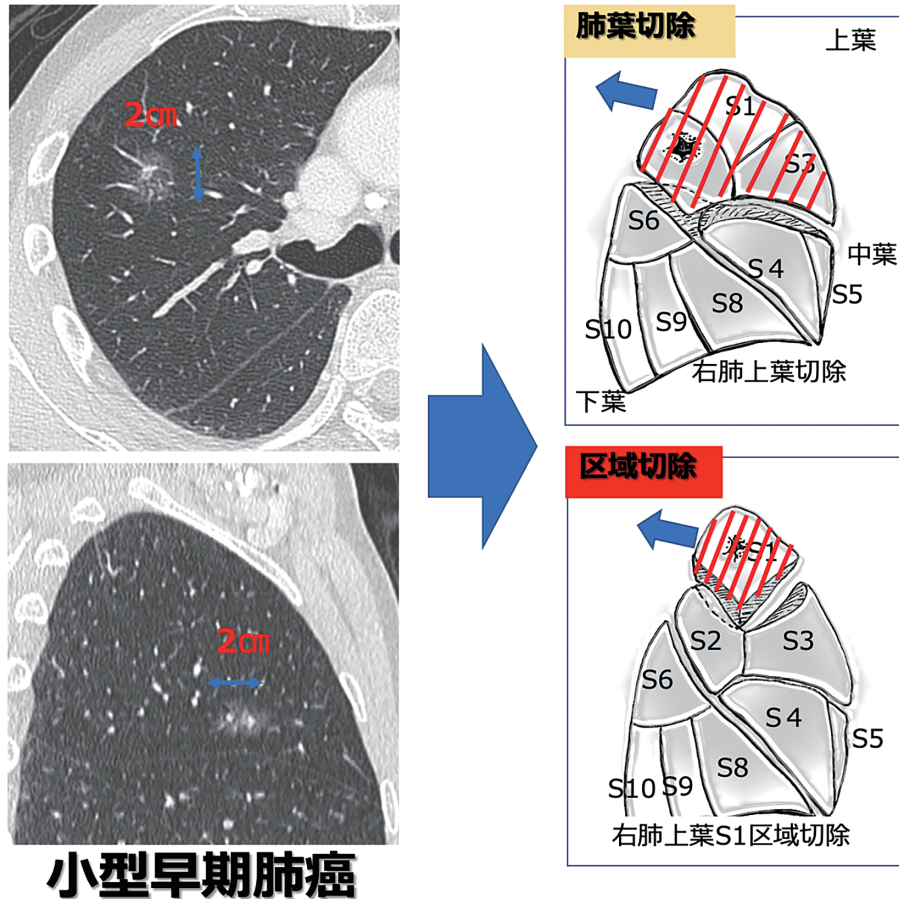 2㎝
2㎝
小型早期肺癌
肺葉切除
上葉
S1
S3
S6
中葉
S4
S5
S8
S9
S10
右肺上葉切除
下葉
区域切除
S1
S2
S3
S6
S4
S5
S8
S10
S9
右肺上葉S1区域切除